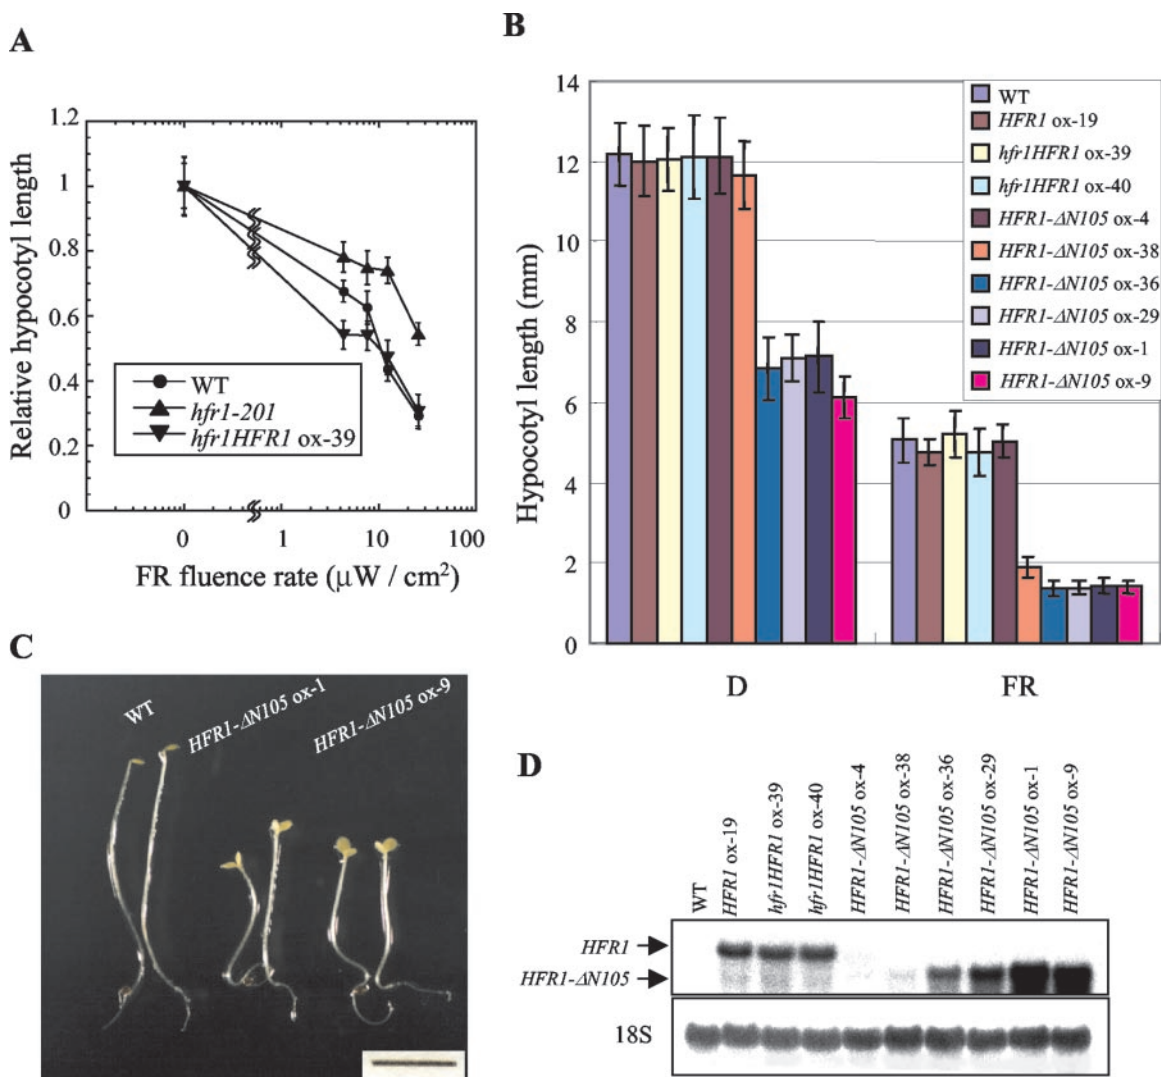 A
1.2
1
0.8
0.6
0.4
0.2
0
Relative hypocotyl length
WT
hfr1-201
hfr1HFR1 ox-39
0 1 10 100
FR fluence rate (μW / cm²)
B
14
12
10
8
6
4
2
0
Hypocotyl length (mm)
WT
HFR1 ox-19
hfr1HFR1 ox-39
hfr1HFR1 ox-40
HFR1-ΔN105 ox-4
HFR1-ΔN105 ox-38
HFR1-ΔN105 ox-36
HFR1-ΔN105 ox-29
HFR1-ΔN105 ox-1
HFR1-ΔN105 ox-9
D FR
C
WT
HFR1-ΔN105 ox-1
HFR1-ΔN105 ox-9
D
WT
HFR1 ox-19
hfr1HFR1 ox-39
hfr1HFR1 ox-40
HFR1-ΔN105 ox-4
HFR1-ΔN105 ox-38
HFR1-ΔN105 ox-36
HFR1-ΔN105 ox-29
HFR1-ΔN105 ox-1
HFR1-ΔN105 ox-9
HFR1
HFR1-ΔN105
18S